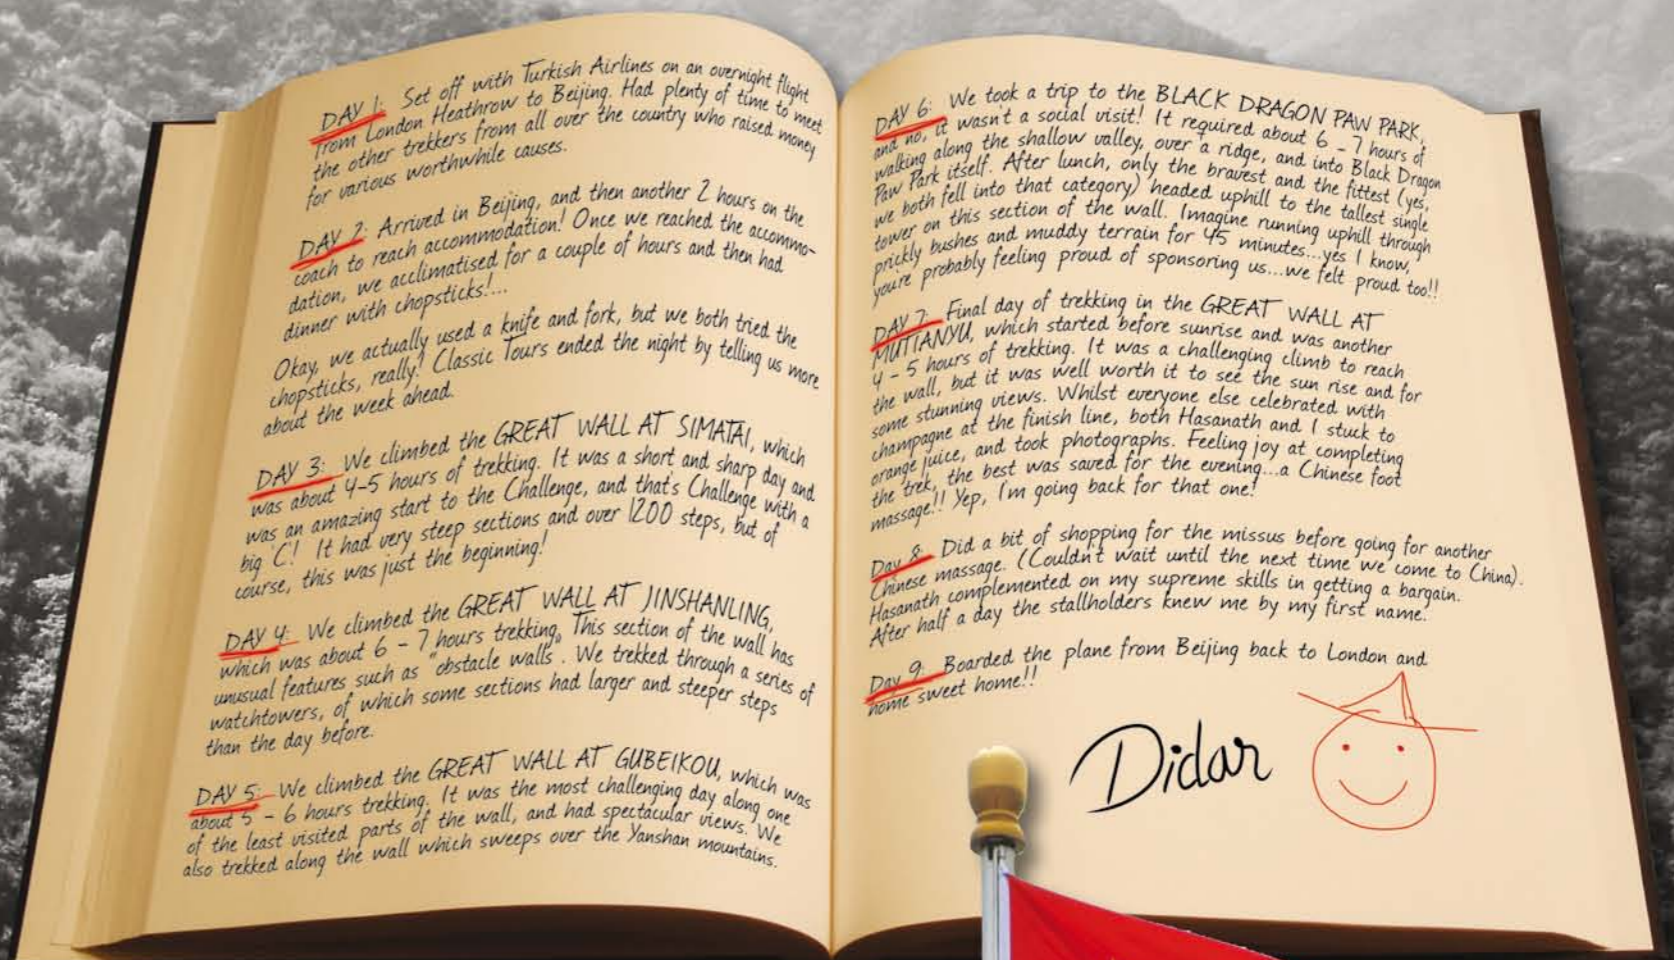 DAY 1: Set off with Turkish Airlines on an overnight flight
from London Heathrow to Beijing. Had plenty of time to meet
the other trekkers from all over the country who raised money
for various worthwhile causes.
DAY 2: Arrived in Beijing, and then another 2 hours on the
coach to reach accommodation! Once we reached the accommo-
dation, we acclimatised for a couple of hours and then had
dinner with chopsticks!...
Okay, we actually used a knife and fork, but we both tried the
chopsticks, really! Classic Tours ended the night by telling us more
about the week ahead.
DAY 3: We climbed the GREAT WALL AT SIMATAI, which
was about 4-5 hours of trekking. It was a short and sharp day and
was an amazing start to the Challenge, and that's Challenge with a
big 'C'! It had very steep sections and over 1200 steps, but of
course, this was just the beginning!
DAY 4: We climbed the GREAT WALL AT JINSHANLING,
which was about 6 - 7 hours trekking. This section of the wall has
unusual features such as "obstacle walls". We trekked through a series of
watchtowers, of which some sections had larger and steeper steps
than the day before.
DAY 5: We climbed the GREAT WALL AT GUBEIKOU, which was
about 5 - 6 hours trekking. It was the most challenging day along one
of the least visited parts of the wall, and had spectacular views. We
also trekked along the wall which sweeps over the Yanshan mountains.
DAY 6: We took a trip to the BLACK DRAGON PAW PARK,
and no, it wasn't a social visit! It required about 6 - 7 hours of
walking along the shallow valley, over a ridge, and into Black Dragon
Paw Park itself. After lunch, only the bravest and the fittest (yes,
we both fell into that category) headed uphill to the tallest single
tower on this section of the wall. Imagine running uphill through
prickly bushes and muddy terrain for 45 minutes...yes I know,
you're probably feeling proud of sponsoring us...we felt proud too!!
DAY 7: Final day of trekking in the GREAT WALL AT
MUTIANYU, which started before sunrise and was another
4 - 5 hours of trekking. It was a challenging climb to reach
the wall, but it was well worth it to see the sun rise and for
some stunning views. Whilst everyone else celebrated with
champagne at the finish line, both Hasanath and I stuck to
orange juice, and took photographs. Feeling joy at completing
the trek, the best was saved for the evening...a Chinese foot
massage!! Yep, I'm going back for that one!
Day 8: Did a bit of shopping for the missus before going for another
Chinese massage. (Couldn't wait until the next time we come to China).
Hasanath complemented on my supreme skills in getting a bargain.
After half a day the stallholders knew me by my first name.
Day 9: Boarded the plane from Beijing back to London and
home sweet home!!
Didar